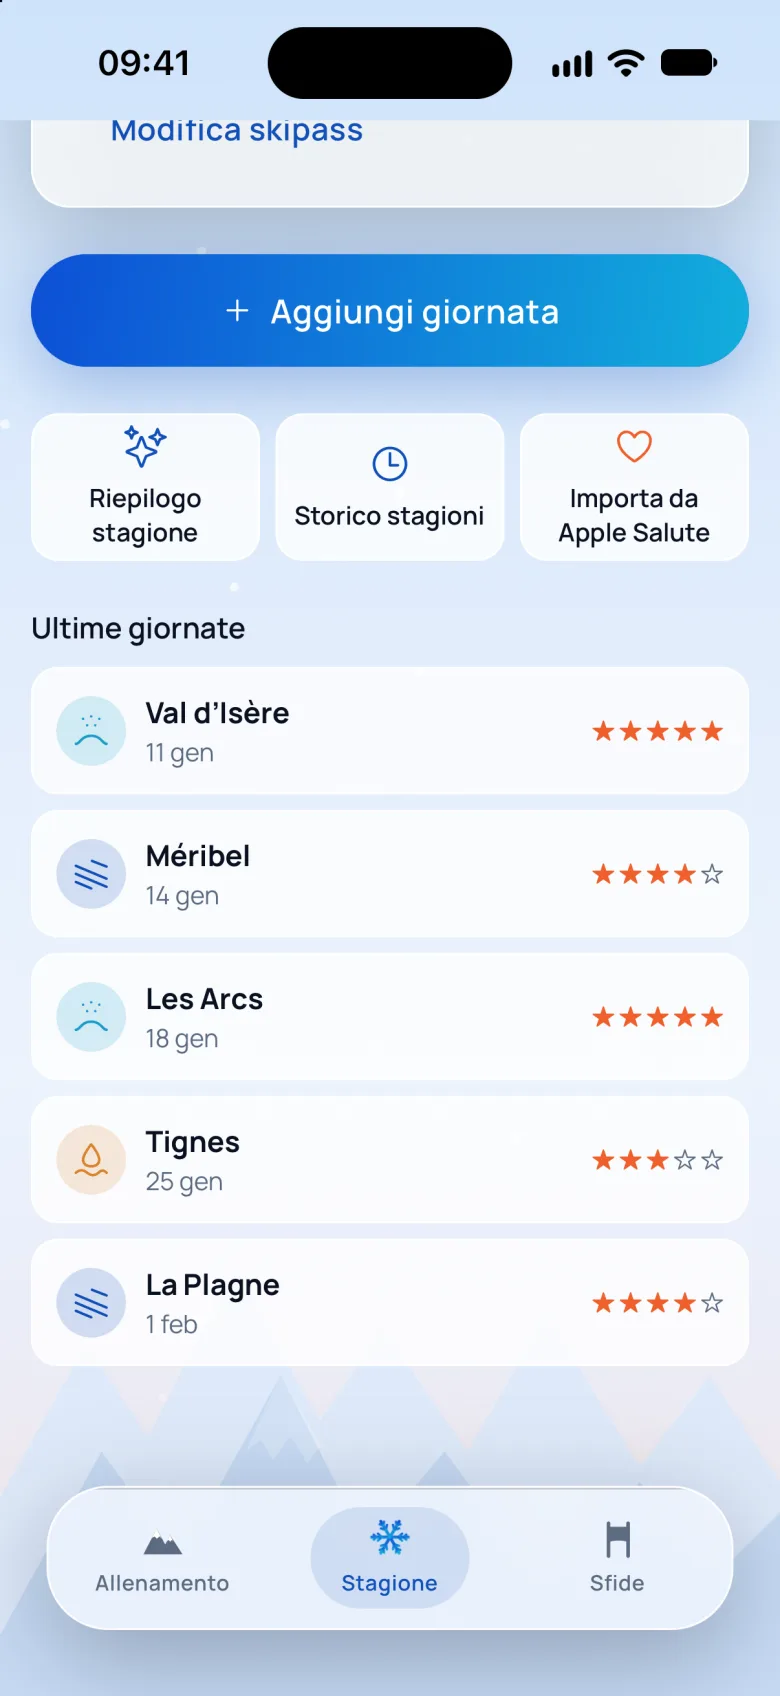 09:41
Modifica skipass
+ Aggiungi giornata
Riepilogo
stagione
Storico stagioni
Importa da
Apple Salute
Ultime giornate
Val d’Isère
11 gen
Méribel
14 gen
Les Arcs
18 gen
Tignes
25 gen
La Plagne
1 feb
Allenamento
Stagione
Sfide